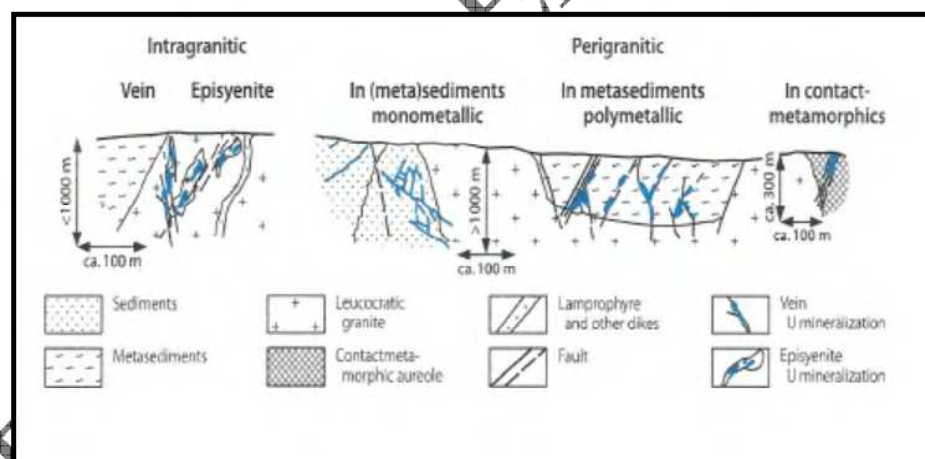 Intragranitic
Perigranitic
Vein
Episyenite
In (meta)sediments
monometallic
In metasediments
polymetallic
In contact-
metamorphics
<1000 m
ca. 100 m
>1000 m
ca. 100 m
ca. 300 m
ca. 100 m
Sediments
Leucocratic
granite
Lamprophyre
and other dikes
Vein
U mineralization
Metasediments
Contactmeta-
morphic aureole
Fault
Episyenite
U mineralization